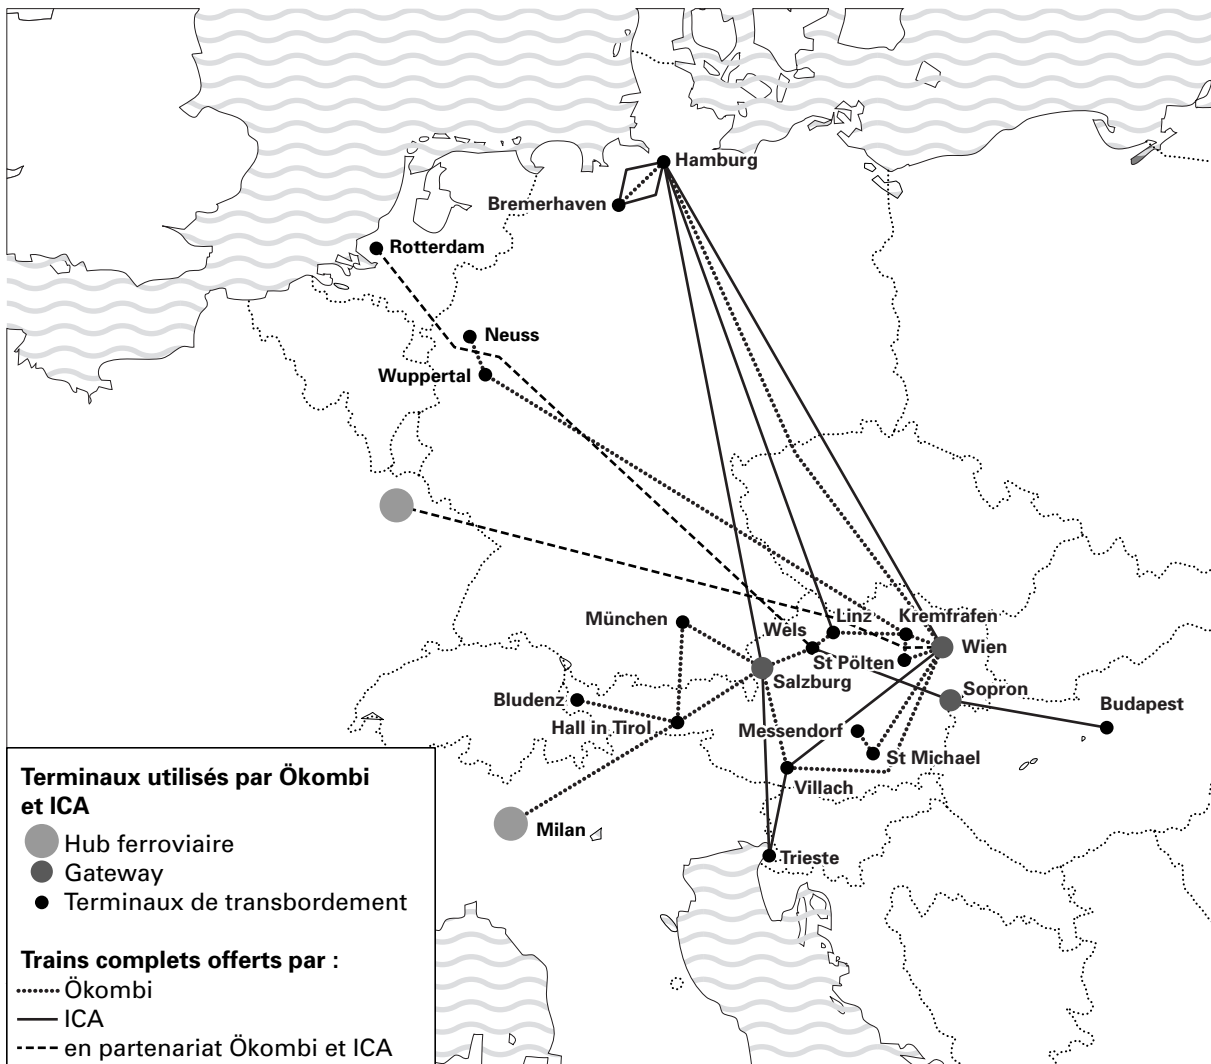 Hamburg
Bremerhaven
Rotterdam
Neuss
Wuppertal
München
Wels
Linz
Kremfrafen
St Pölten
Wien
Salzburg
Sopron
Bludenz
Hall in Tirol
Budapest
Messendorf
St Michael
Villach
Milan
Trieste
Terminaux utilisés par Ökombi
et ICA
Hub ferroviaire
Gateway
Terminaux de transbordement
Trains complets offerts par :
Ökombi
ICA
en partenariat Ökombi et ICA